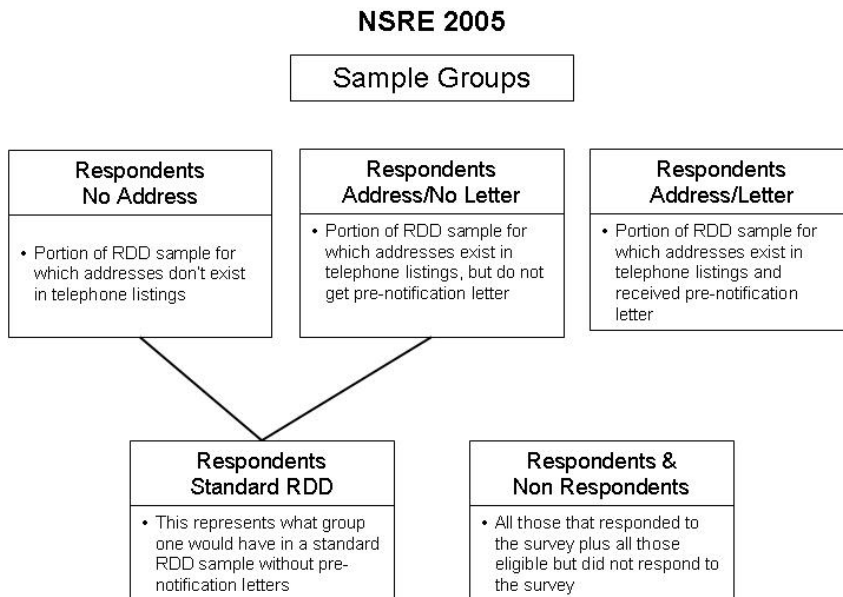 NSRE 2005
Sample Groups
Respondents
No Address
• Portion of RDD sample for
which addresses don't exist
in telephone listings
Respondents
Address/No Letter
• Portion of RDD sample for
which addresses exist in
telephone listings, but do not
get pre-notification letter
Respondents
Address/Letter
• Portion of RDD sample for
which addresses exist in
telephone listings and
received pre-notification
letter
Respondents
Standard RDD
• This represents what group
one would have in a standard
RDD sample without pre-
notification letters
Respondents &
Non Respondents
• All those that responded to
the survey plus all those
eligible but did not respond to
the survey